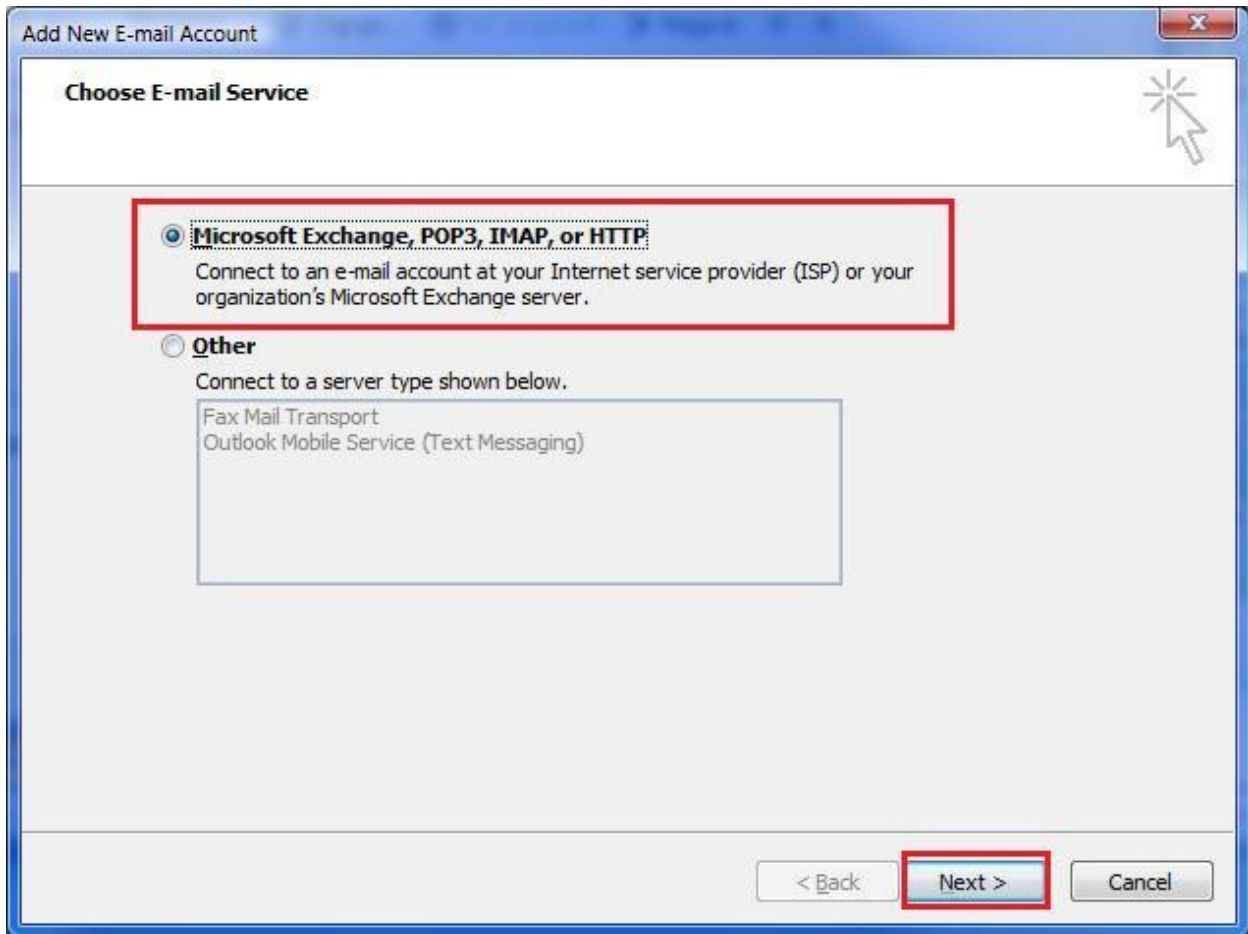 Add New E-mail Account
Choose E-mail Service
Microsoft Exchange, POP3, IMAP, or HTTP
Connect to an e-mail account at your Internet service provider (ISP) or your
organization's Microsoft Exchange server.
Other
Connect to a server type shown below.
Fax Mail Transport
Outlook Mobile Service (Text Messaging)
< Back Next > Cancel